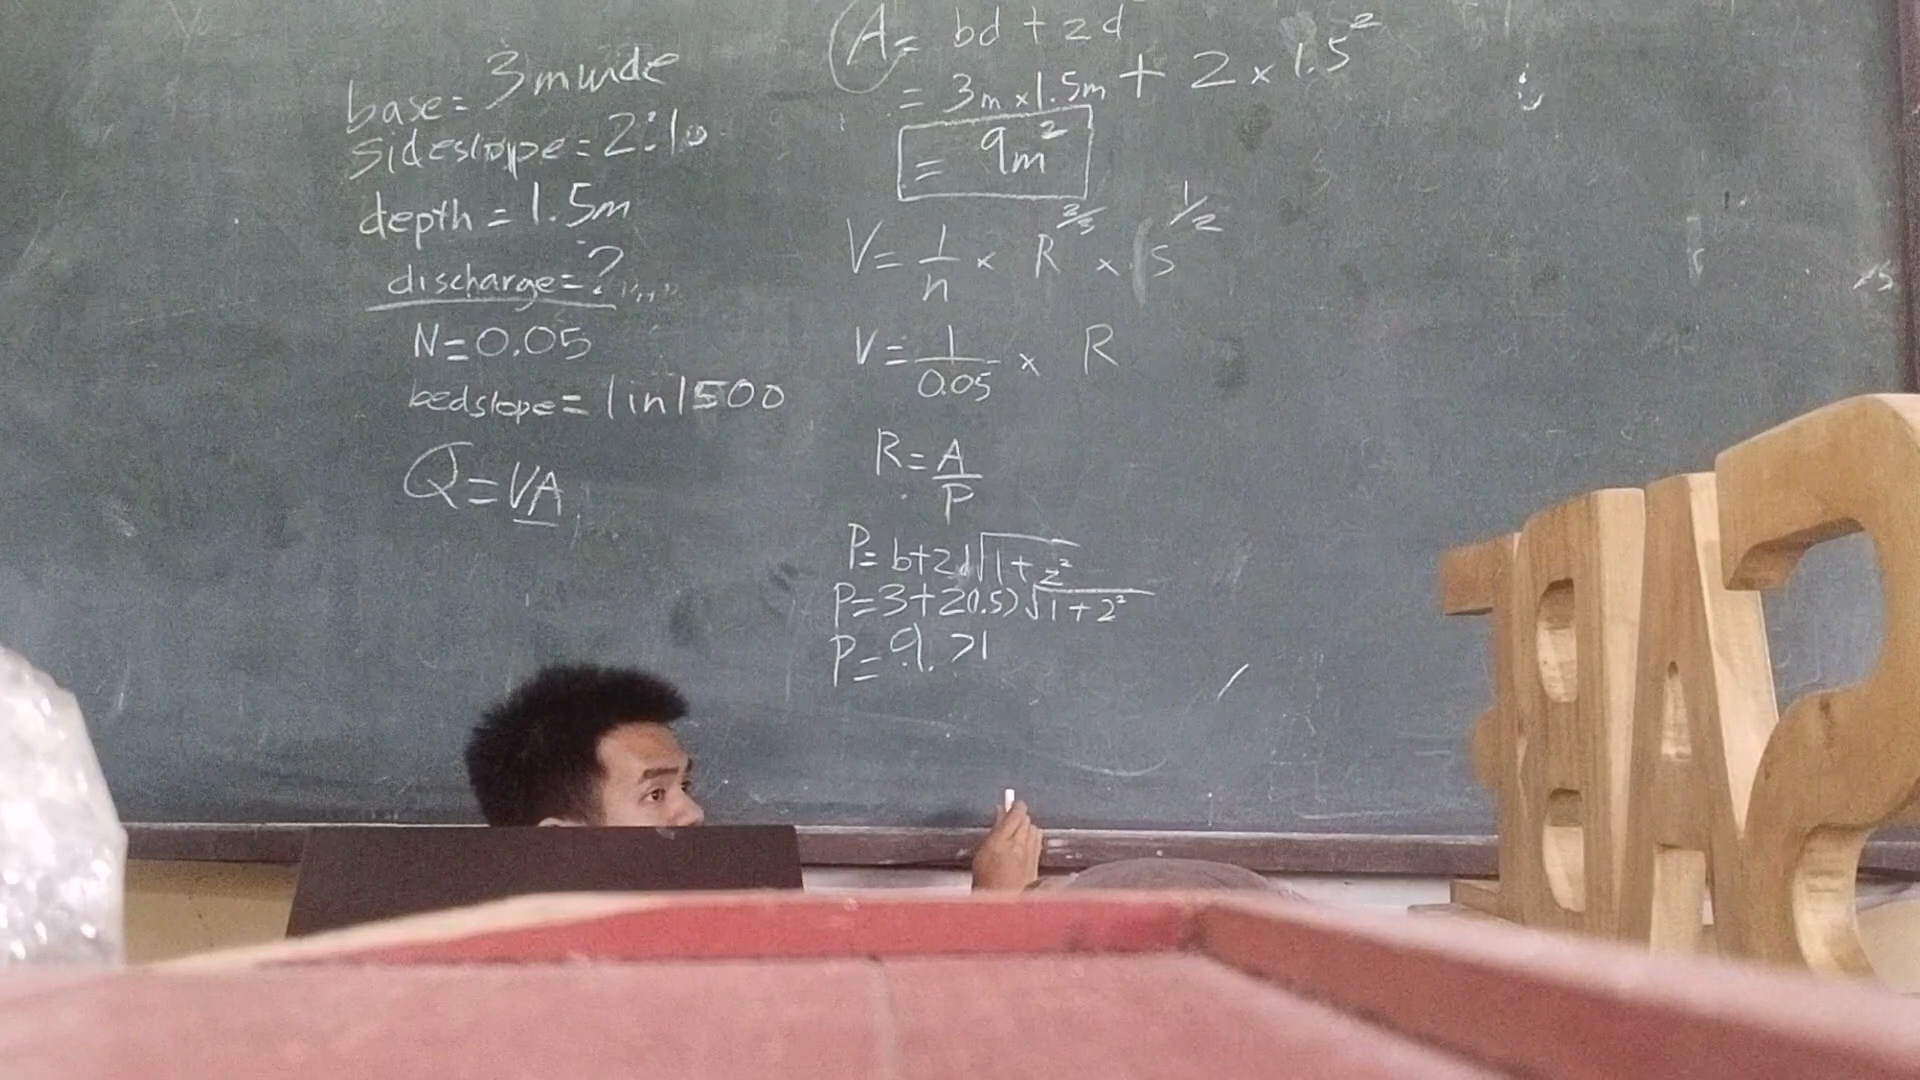 base= 3m wide
sideslope=2:1
depth = 1.5m
discharge=?
N=0.05
bedslope= 1 in 1500
Q=VA
A= bd + zd
= 3m x 1.5m + 2 x 1.5²
= 9m²
V= 1/n x R^2/3 x S^1/2
V= 1/0.05 x R
R= A/P
P= b+2d√1+z²
P=3+2(1.5)√1+2²
P= 9.71